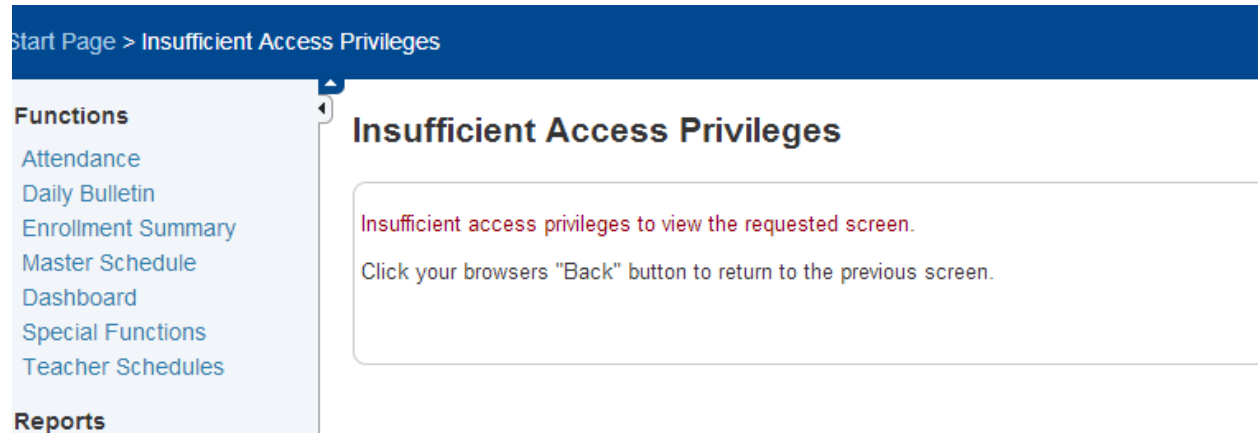 Start Page > Insufficient Access Privileges
Functions
Attendance
Daily Bulletin
Enrollment Summary
Master Schedule
Dashboard
Special Functions
Teacher Schedules
Reports
Insufficient Access Privileges
Insufficient access privileges to view the requested screen.
Click your browsers "Back" button to return to the previous screen.